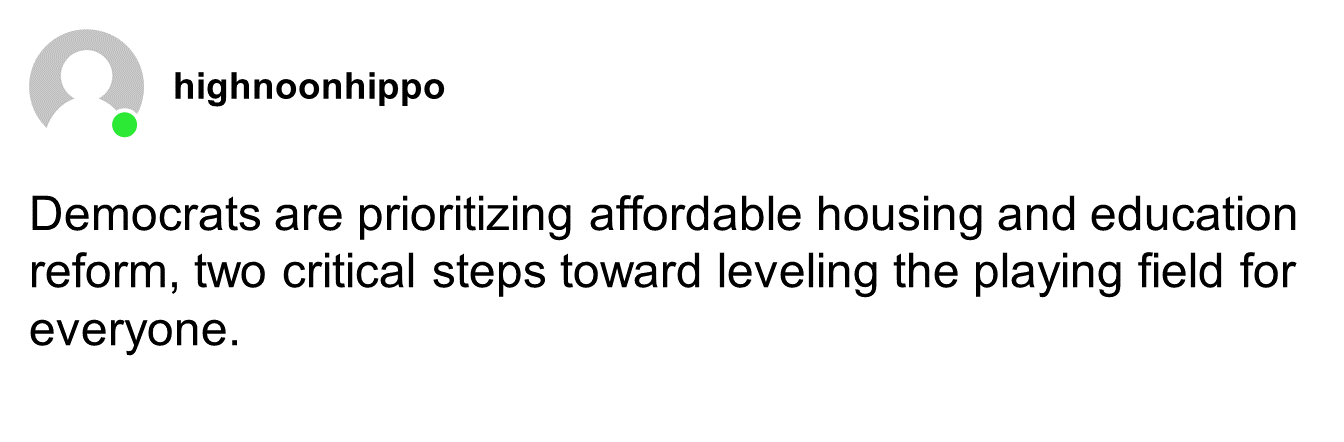 highnoonhippo
Democrats are prioritizing affordable housing and education
reform, two critical steps toward leveling the playing field for
everyone.